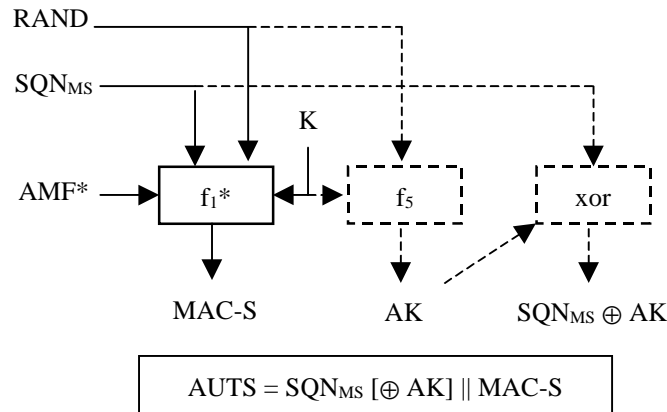 RAND
SQN_MS
K
AMF* f₁* f₅ xor
MAC-S AK SQN_MS ⊕ AK
AUTS = SQN_MS [⊕ AK] || MAC-S